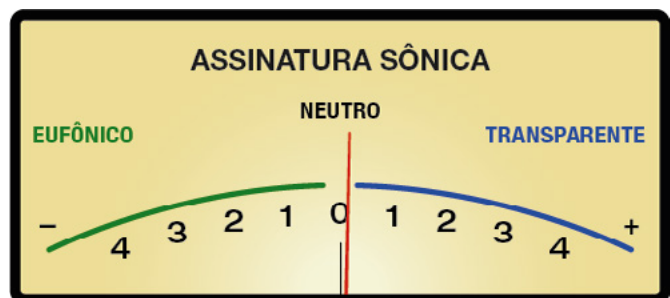 ASSINATURA SÔNICA
NEUTRO
EUFÔNICO TRANSPARENTE
– 4 3 2 1 0 1 2 3 4 +